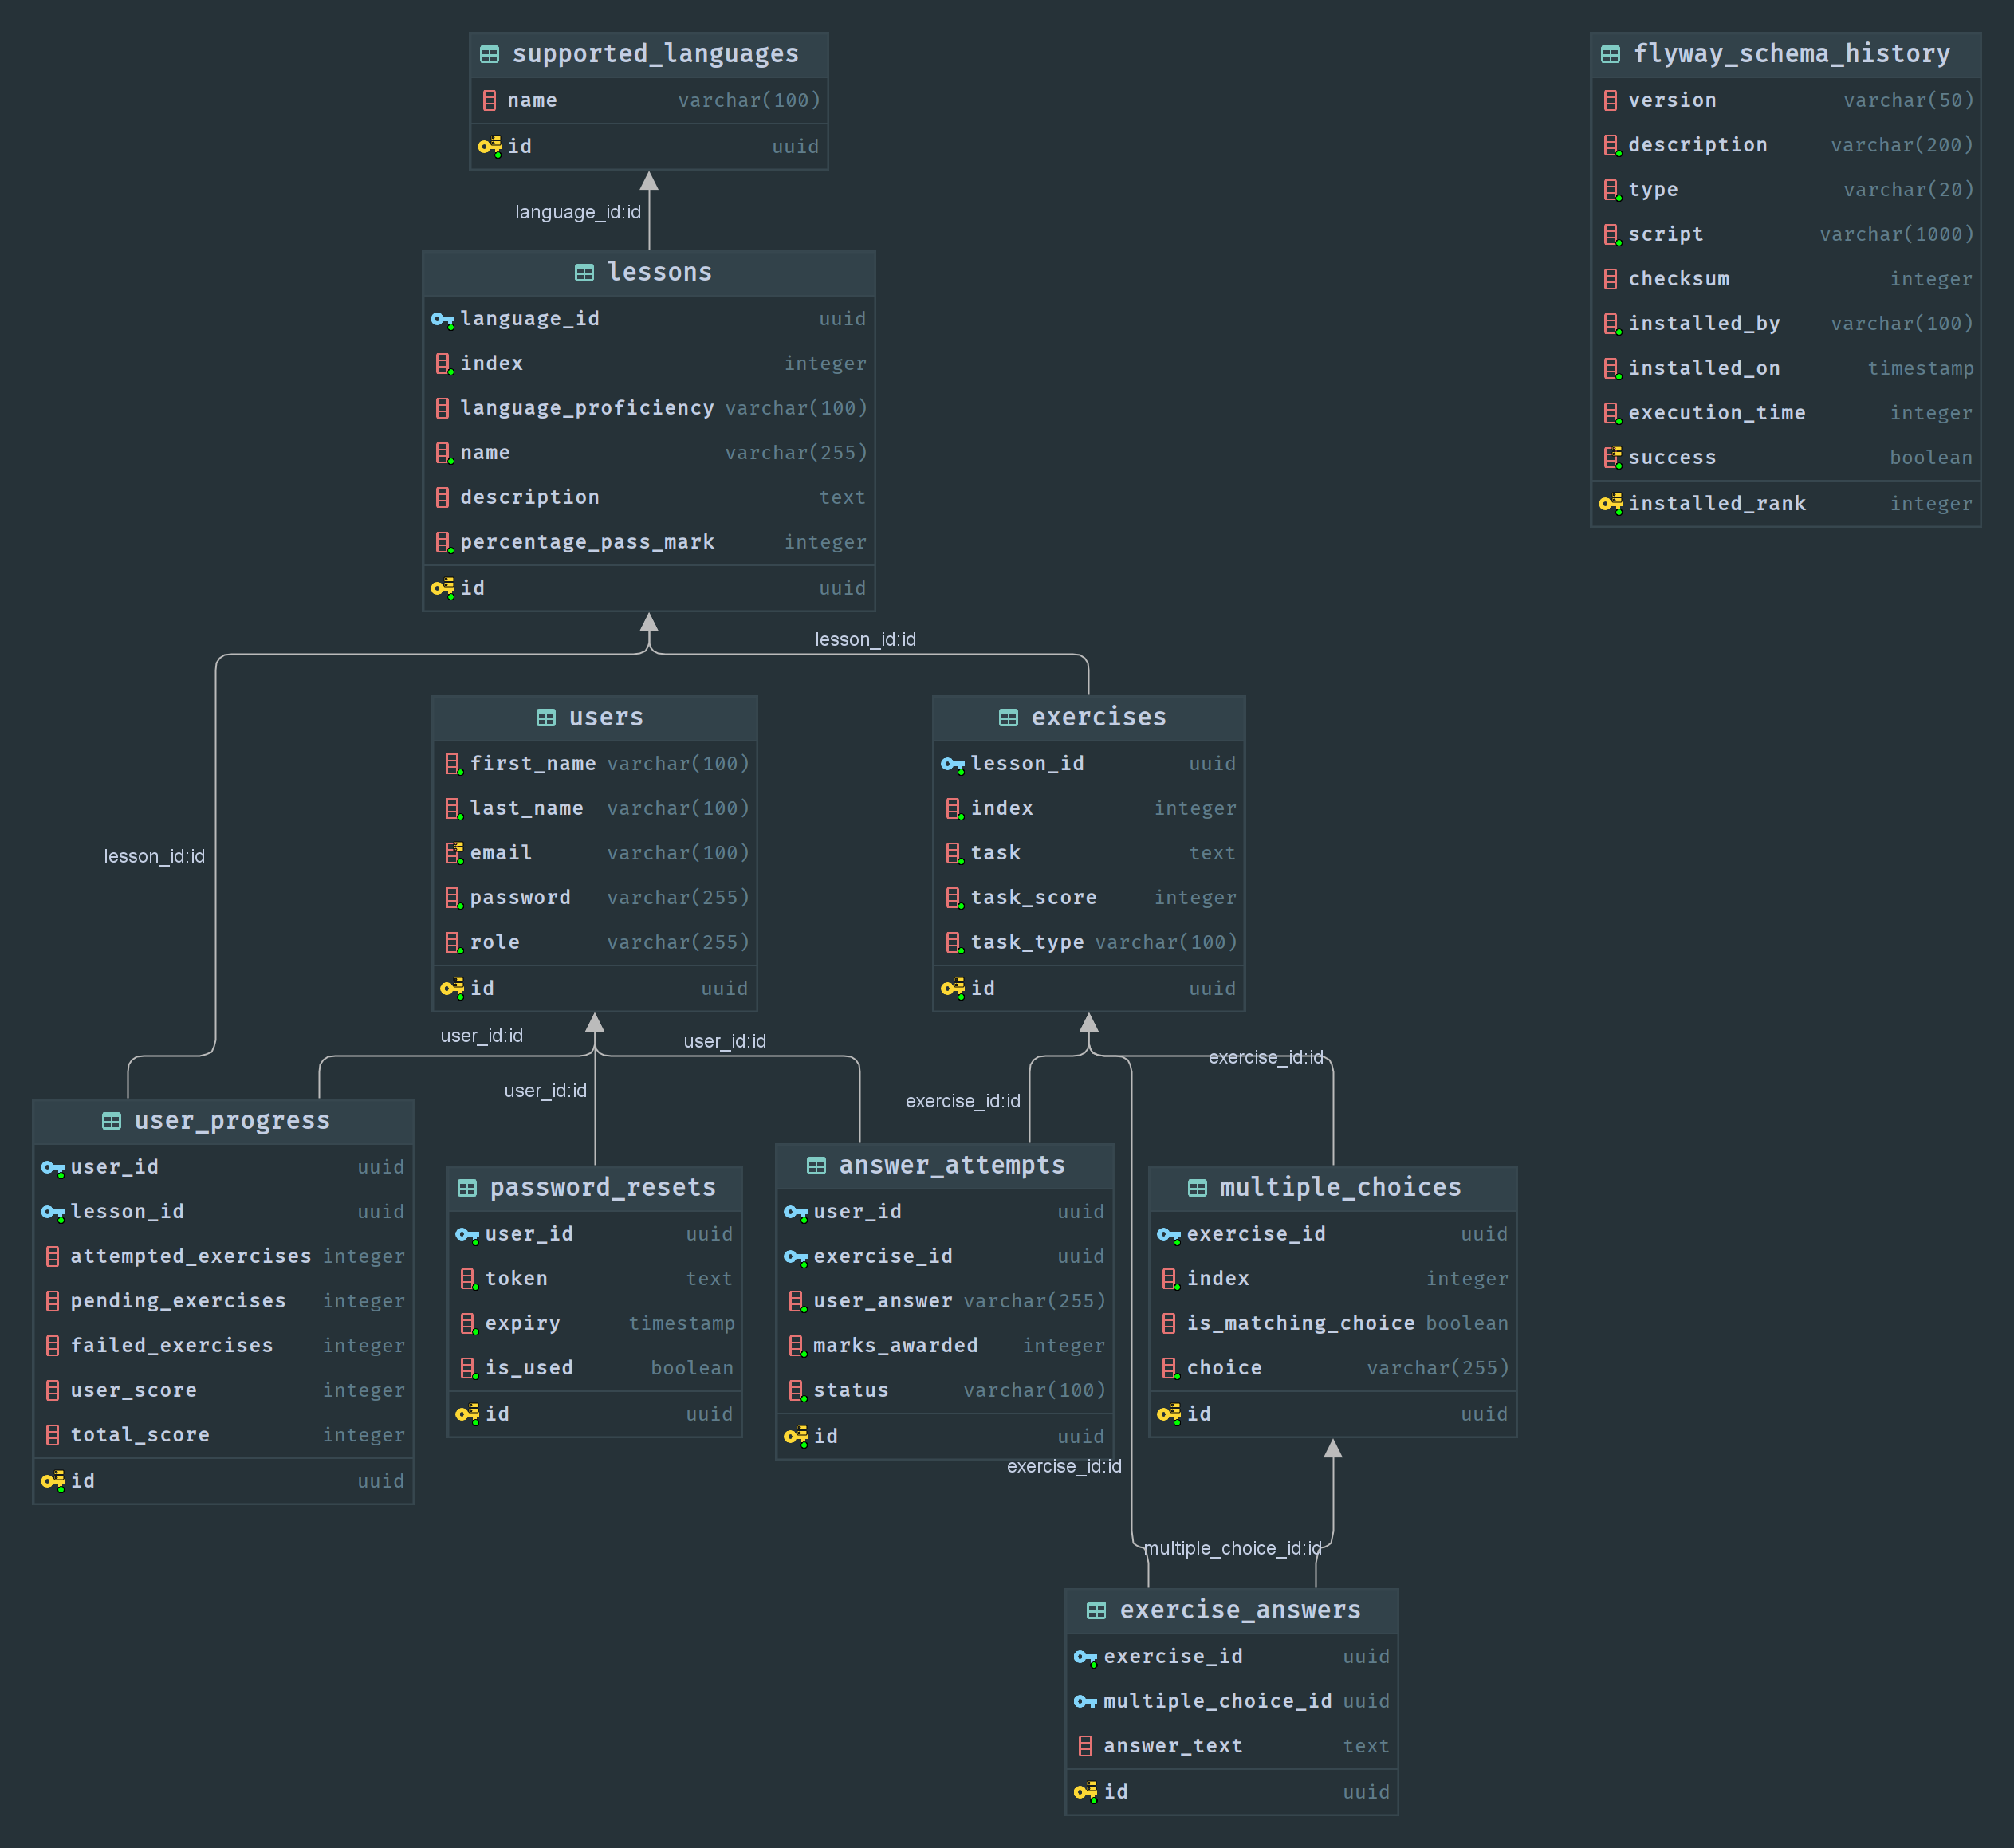 supported_languages
name varchar(100)
id uuid
flyway_schema_history
version varchar(50)
description varchar(200)
type varchar(20)
script varchar(1000)
checksum integer
installed_by varchar(100)
installed_on timestamp
execution_time integer
success boolean
installed_rank integer
language_id:id
lessons
language_id uuid
index integer
language_proficiency varchar(100)
name varchar(255)
description text
percentage_pass_mark integer
id uuid
lesson_id:id
lesson_id:id
users
first_name varchar(100)
last_name varchar(100)
email varchar(100)
password varchar(255)
role varchar(255)
id uuid
exercises
lesson_id uuid
index integer
task text
task_score integer
task_type varchar(100)
id uuid
user_id:id
user_id:id
user_id:id
exercise_id:id
exercise_id:id
user_progress
user_id uuid
lesson_id uuid
attempted_exercises integer
pending_exercises integer
failed_exercises integer
user_score integer
total_score integer
id uuid
password_resets
user_id uuid
token text
expiry timestamp
is_used boolean
id uuid
answer_attempts
user_id uuid
exercise_id uuid
user_answer varchar(255)
marks_awarded integer
status varchar(100)
id uuid
multiple_choices
exercise_id uuid
index integer
is_matching_choice boolean
choice varchar(255)
id uuid
exercise_id:id
multiple_choice_id:id
exercise_answers
exercise_id uuid
multiple_choice_id uuid
answer_text text
id uuid